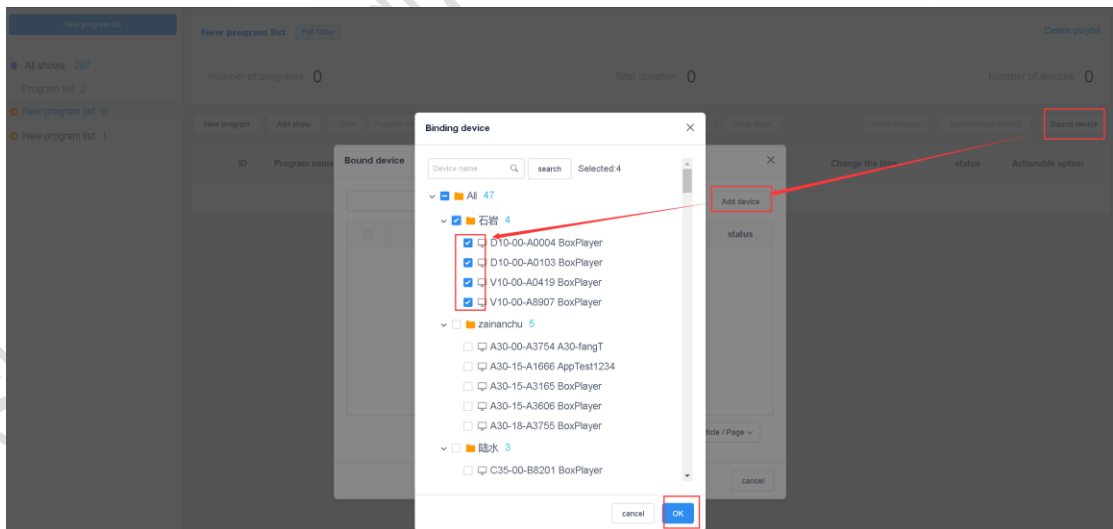 New program list
New program list Full Color
Delete playbill
All shows 297
Program list 2
New program list 0
New program list 1
Number of programs 0
Total duration 0
Number of devices 0
New program
Add show
Bound device
ID
Program name
Change the time
status
Actionable option
Bound device
Add device
status
cancel
Binding device
Device name
search
Selected:4
All 47
石岩 4
D10-00-A0004 BoxPlayer
D10-00-A0103 BoxPlayer
V10-00-A0419 BoxPlayer
V10-00-A8907 BoxPlayer
zainanchu 5
A30-00-A3754 A30-fangT
A30-15-A1666 AppTest1234
A30-15-A3165 BoxPlayer
A30-15-A3606 BoxPlayer
A30-18-A3755 BoxPlayer
陆水 3
C35-00-B8201 BoxPlayer
/ Page
cancel
OK